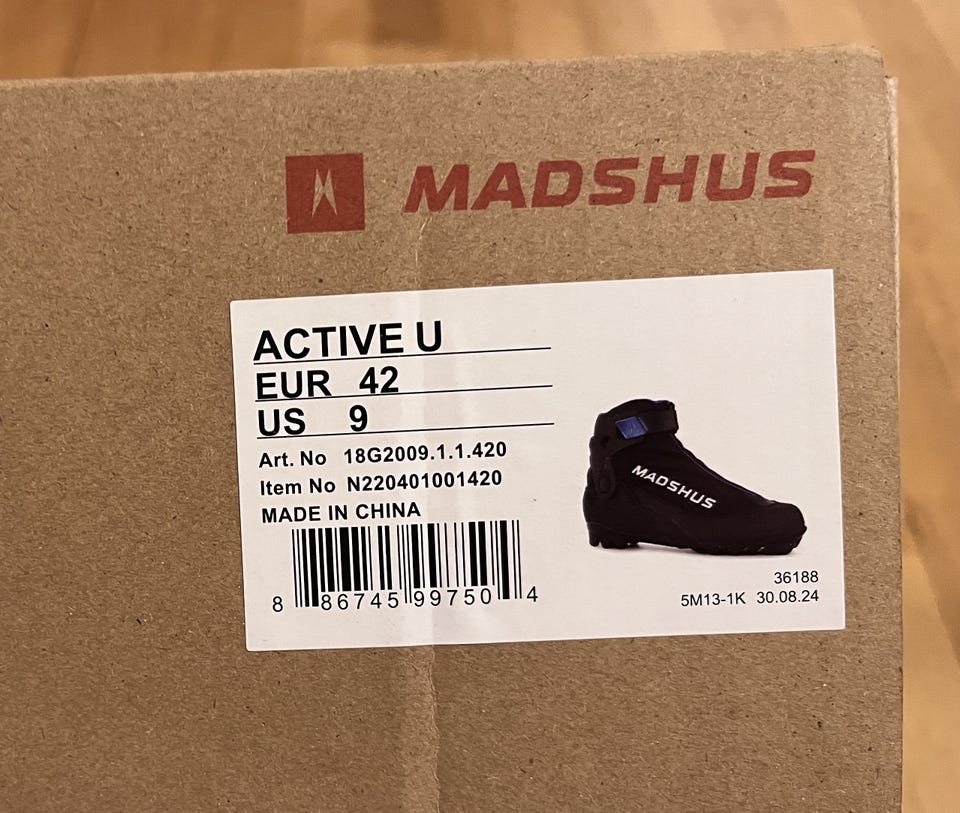 MADSHUS
ACTIVE U
EUR 42
US 9
Art. No 18G2009.1.1.420
Item No N220401001420
MADE IN CHINA
8 86745 99750 4
MADSHUS
36188
5M13-1K 30.08.24